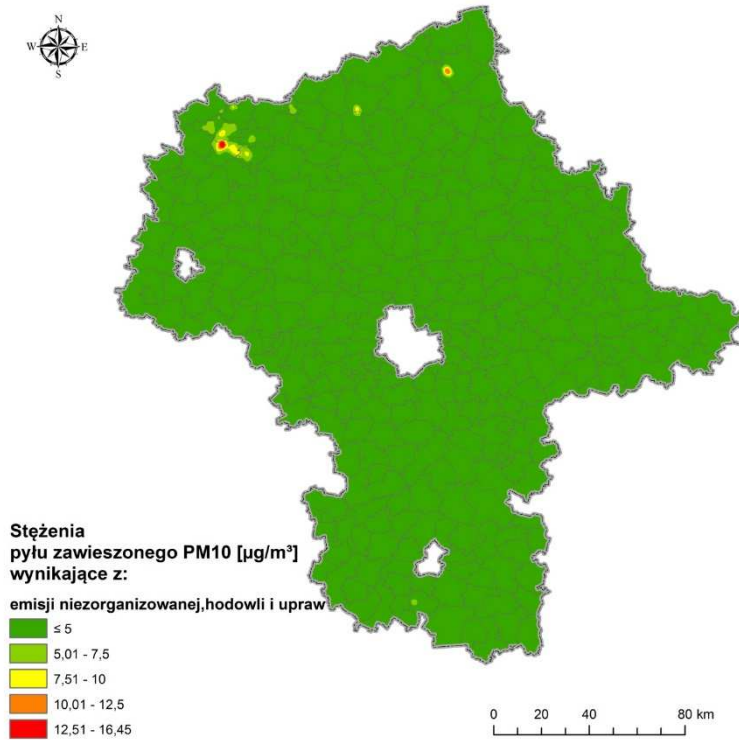 N
W E
S
Stężenia
pyłu zawieszonego PM10 [µg/m³]
wynikające z:
emisji niezorganizowanej,hodowli i upraw
≤ 5
5,01 - 7,5
7,51 - 10
10,01 - 12,5
12,51 - 16,45
0 20 40 60 80 km